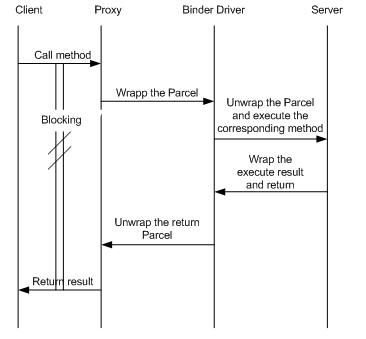 Client Proxy Binder Driver Server
Call method
Wrapp the Parcel
Unwrap the Parcel
and execute the
corresponding method
Blocking
Wrap the
execute result
and return
Unwrap the return
Parcel
Return result